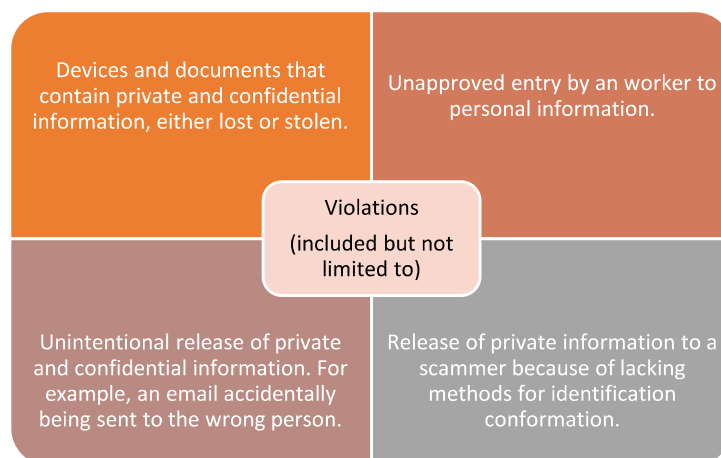 Devices and documents that
contain private and confidential
information, either lost or stolen.
Unapproved entry by an worker to
personal information.
Violations
(included but not
limited to)
Unintentional release of private
and confidential information. For
example, an email accidentally
being sent to the wrong person.
Release of private information to a
scammer because of lacking
methods for identification
conformation.